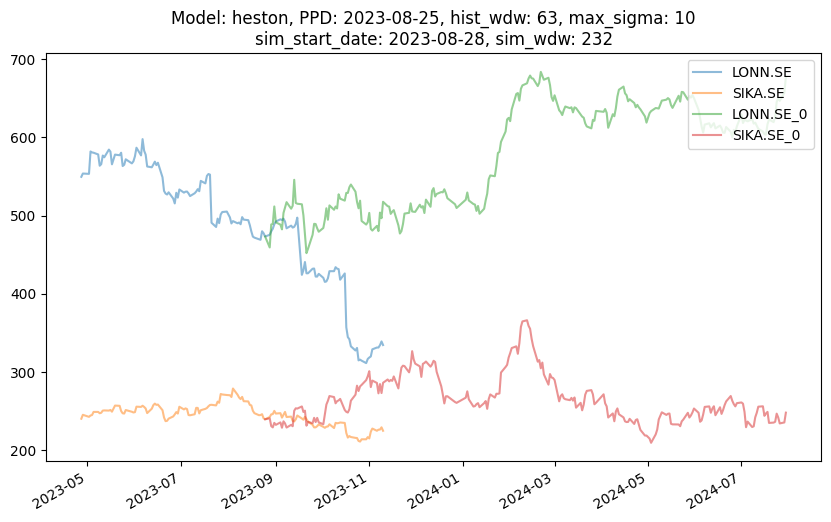 Model: heston, PPD: 2023-08-25, hist_wdw: 63, max_sigma: 10
sim_start_date: 2023-08-28, sim_wdw: 232
700
600
500
400
300
200
LONN.SE
SIKA.SE
LONN.SE_0
SIKA.SE_0
2023-05
2023-07
2023-09
2023-11
2024-01
2024-03
2024-05
2024-07